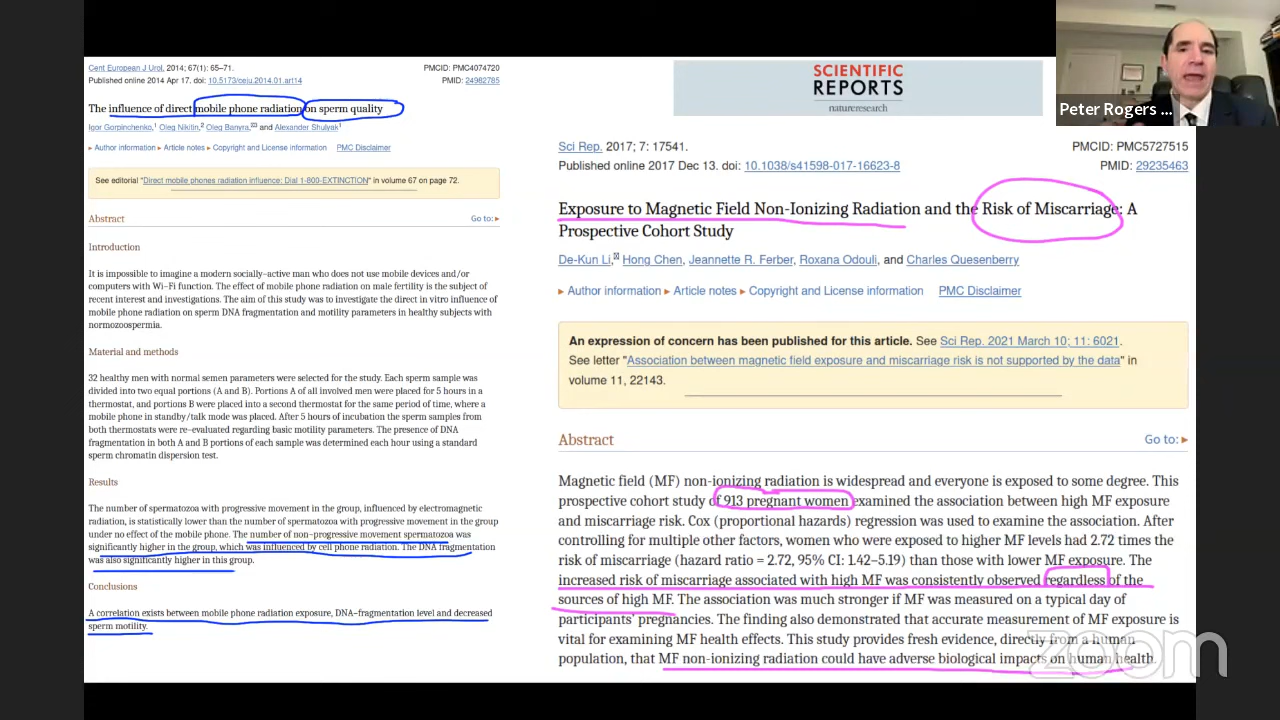 Cent European J Urol, 2014; 67(1): 65–71.
PMCID: PMC4074720
Published online 2014 Apr 17. doi: 10.5173/ceju.2014.01.art14
PMID: 24982785
The influence of direct mobile phone radiation on sperm quality
Igor Gorpinchenko,1 Oleg Nikitin,2 Oleg Banyra, and Alexander Shulyak1
▸ Author information ▸ Article notes ▸ Copyright and License information PMC Disclaimer
See editorial "Direct mobile phones radiation influence: Dial 1-800-EXTINCTION" in volume 67 on page 72.
Abstract
Go to: ▸
Introduction
It is impossible to imagine a modern socially–active man who does not use mobile devices and/or
computers with Wi–Fi function. The effect of mobile phone radiation on male fertility is the subject of
recent interest and investigations. The aim of this study was to investigate the direct in vitro influence of
mobile phone radiation on sperm DNA fragmentation and motility parameters in healthy subjects with
normozoospermia.
Material and methods
32 healthy men with normal semen parameters were selected for the study. Each sperm sample was
divided into two equal portions (A and B). Portions A of all involved men were placed for 5 hours in a
thermostat, and portions B were placed into a second thermostat for the same period of time, where a
mobile phone in standby/talk mode was placed. After 5 hours of incubation the sperm samples from
both thermostats were re–evaluated regarding basic motility parameters. The presence of DNA
fragmentation in both A and B portions of each sample was determined each hour using a standard
sperm chromatin dispersion test.
Results
The number of spermatozoa with progressive movement in the group, influenced by electromagnetic
radiation, is statistically lower than the number of spermatozoa with progressive movement in the group
under no effect of the mobile phone. The number of non–progressive movement spermatozoa was
significantly higher in the group, which was influenced by cell phone radiation. The DNA fragmentation
was also significantly higher in this group.
Conclusions
A correlation exists between mobile phone radiation exposure, DNA–fragmentation level and decreased
sperm motility.
SCIENTIFIC
REPORTS
natureresearch
Sci Rep. 2017; 7: 17541.
PMCID: PMC5727515
Published online 2017 Dec 13. doi: 10.1038/s41598-017-16623-8
PMID: 29235463
Exposure to Magnetic Field Non-Ionizing Radiation and the Risk of Miscarriage: A
Prospective Cohort Study
De-Kun Li, Hong Chen, Jeannette R. Ferber, Roxana Odouli, and Charles Quesenberry
▸ Author information ▸ Article notes ▸ Copyright and License information PMC Disclaimer
An expression of concern has been published for this article. See Sci Rep. 2021 March 10; 11: 6021.
See letter "Association between magnetic field exposure and miscarriage risk is not supported by the data" in
volume 11, 22143.
Abstract
Go to: ▸
Magnetic field (MF) non-ionizing radiation is widespread and everyone is exposed to some degree. This
prospective cohort study of 913 pregnant women examined the association between high MF exposure
and miscarriage risk. Cox (proportional hazards) regression was used to examine the association. After
controlling for multiple other factors, women who were exposed to higher MF levels had 2.72 times the
risk of miscarriage (hazard ratio = 2.72, 95% CI: 1.42–5.19) than those with lower MF exposure. The
increased risk of miscarriage associated with high MF was consistently observed regardless of the
sources of high MF. The association was much stronger if MF was measured on a typical day of
participants' pregnancies. The finding also demonstrated that accurate measurement of MF exposure is
vital for examining MF health effects. This study provides fresh evidence, directly from a human
population, that MF non-ionizing radiation could have adverse biological impacts on human health.
Peter Rogers ...
zoom